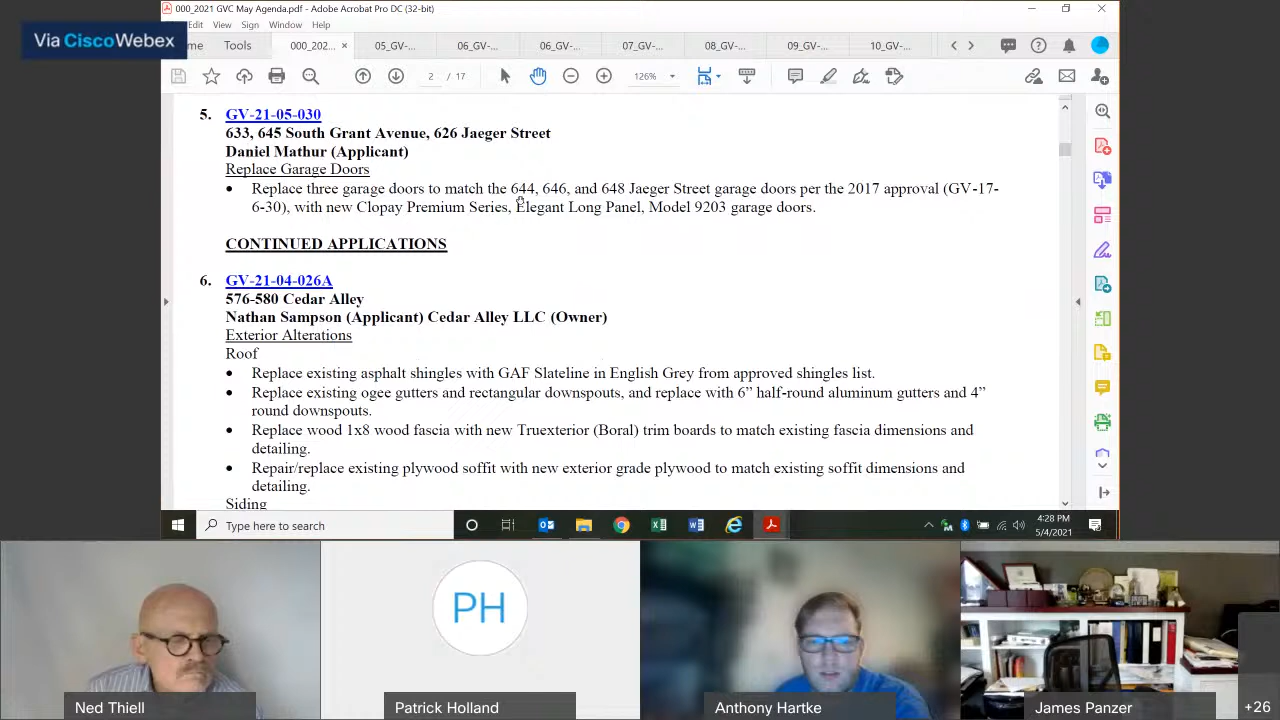 000_2021 GVC May Agenda.pdf - Adobe Acrobat Pro DC (32-bit)
Via CiscoWebex
Edit View Sign Window Help
me Tools 000_202... × 05_G-... 06_GV-... 06_GV-... 07_GV-... 08_GV-... 09_GV-... 10_GV-...
2 / 17 126%
5. GV-21-05-030
633, 645 South Grant Avenue, 626 Jaeger Street
Daniel Mathur (Applicant)
Replace Garage Doors
• Replace three garage doors to match the 644, 646, and 648 Jaeger Street garage doors per the 2017 approval (GV-17-
6-30), with new Clopay Premium Series, Elegant Long Panel, Model 9203 garage doors.
CONTINUED APPLICATIONS
6. GV-21-04-026A
576-580 Cedar Alley
Nathan Sampson (Applicant) Cedar Alley LLC (Owner)
Exterior Alterations
Roof
• Replace existing asphalt shingles with GAF Slateline in English Grey from approved shingles list.
• Replace existing ogee gutters and rectangular downspouts, and replace with 6” half-round aluminum gutters and 4”
round downspouts.
• Replace wood 1x8 wood fascia with new Truexterior (Boral) trim boards to match existing fascia dimensions and
detailing.
• Repair/replace existing plywood soffit with new exterior grade plywood to match existing soffit dimensions and
detailing.
Siding
Type here to search
4:28 PM
5/4/2021
PH
Ned Thiell
Patrick Holland
Anthony Hartke
James Panzer
+26